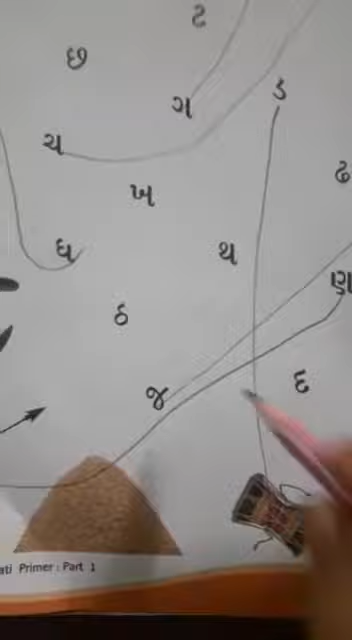 ટ
છ
ગ
ડ
ચ
ખ
ઢ
ઘ
થ
ણ
ઠ
જ
દ
ati Primer : Part 1